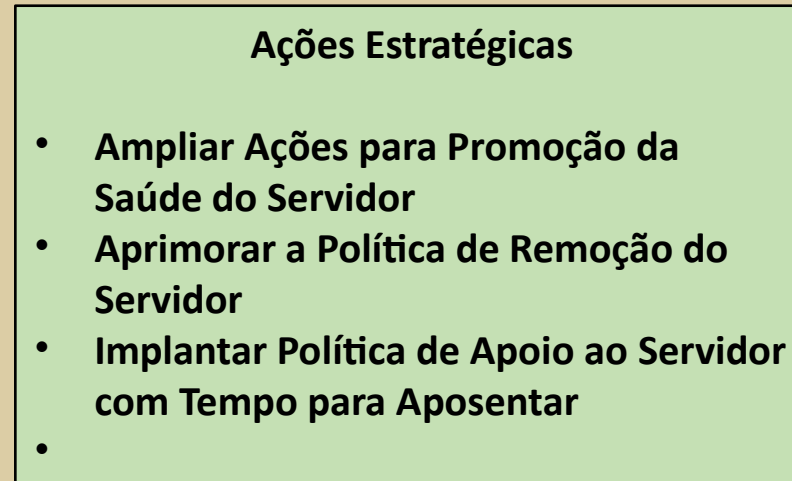 Ações Estratégicas
• Ampliar Ações para Promoção da
Saúde do Servidor
• Aprimorar a Política de Remoção do
Servidor
• Implantar Política de Apoio ao Servidor
com Tempo para Aposentar
•